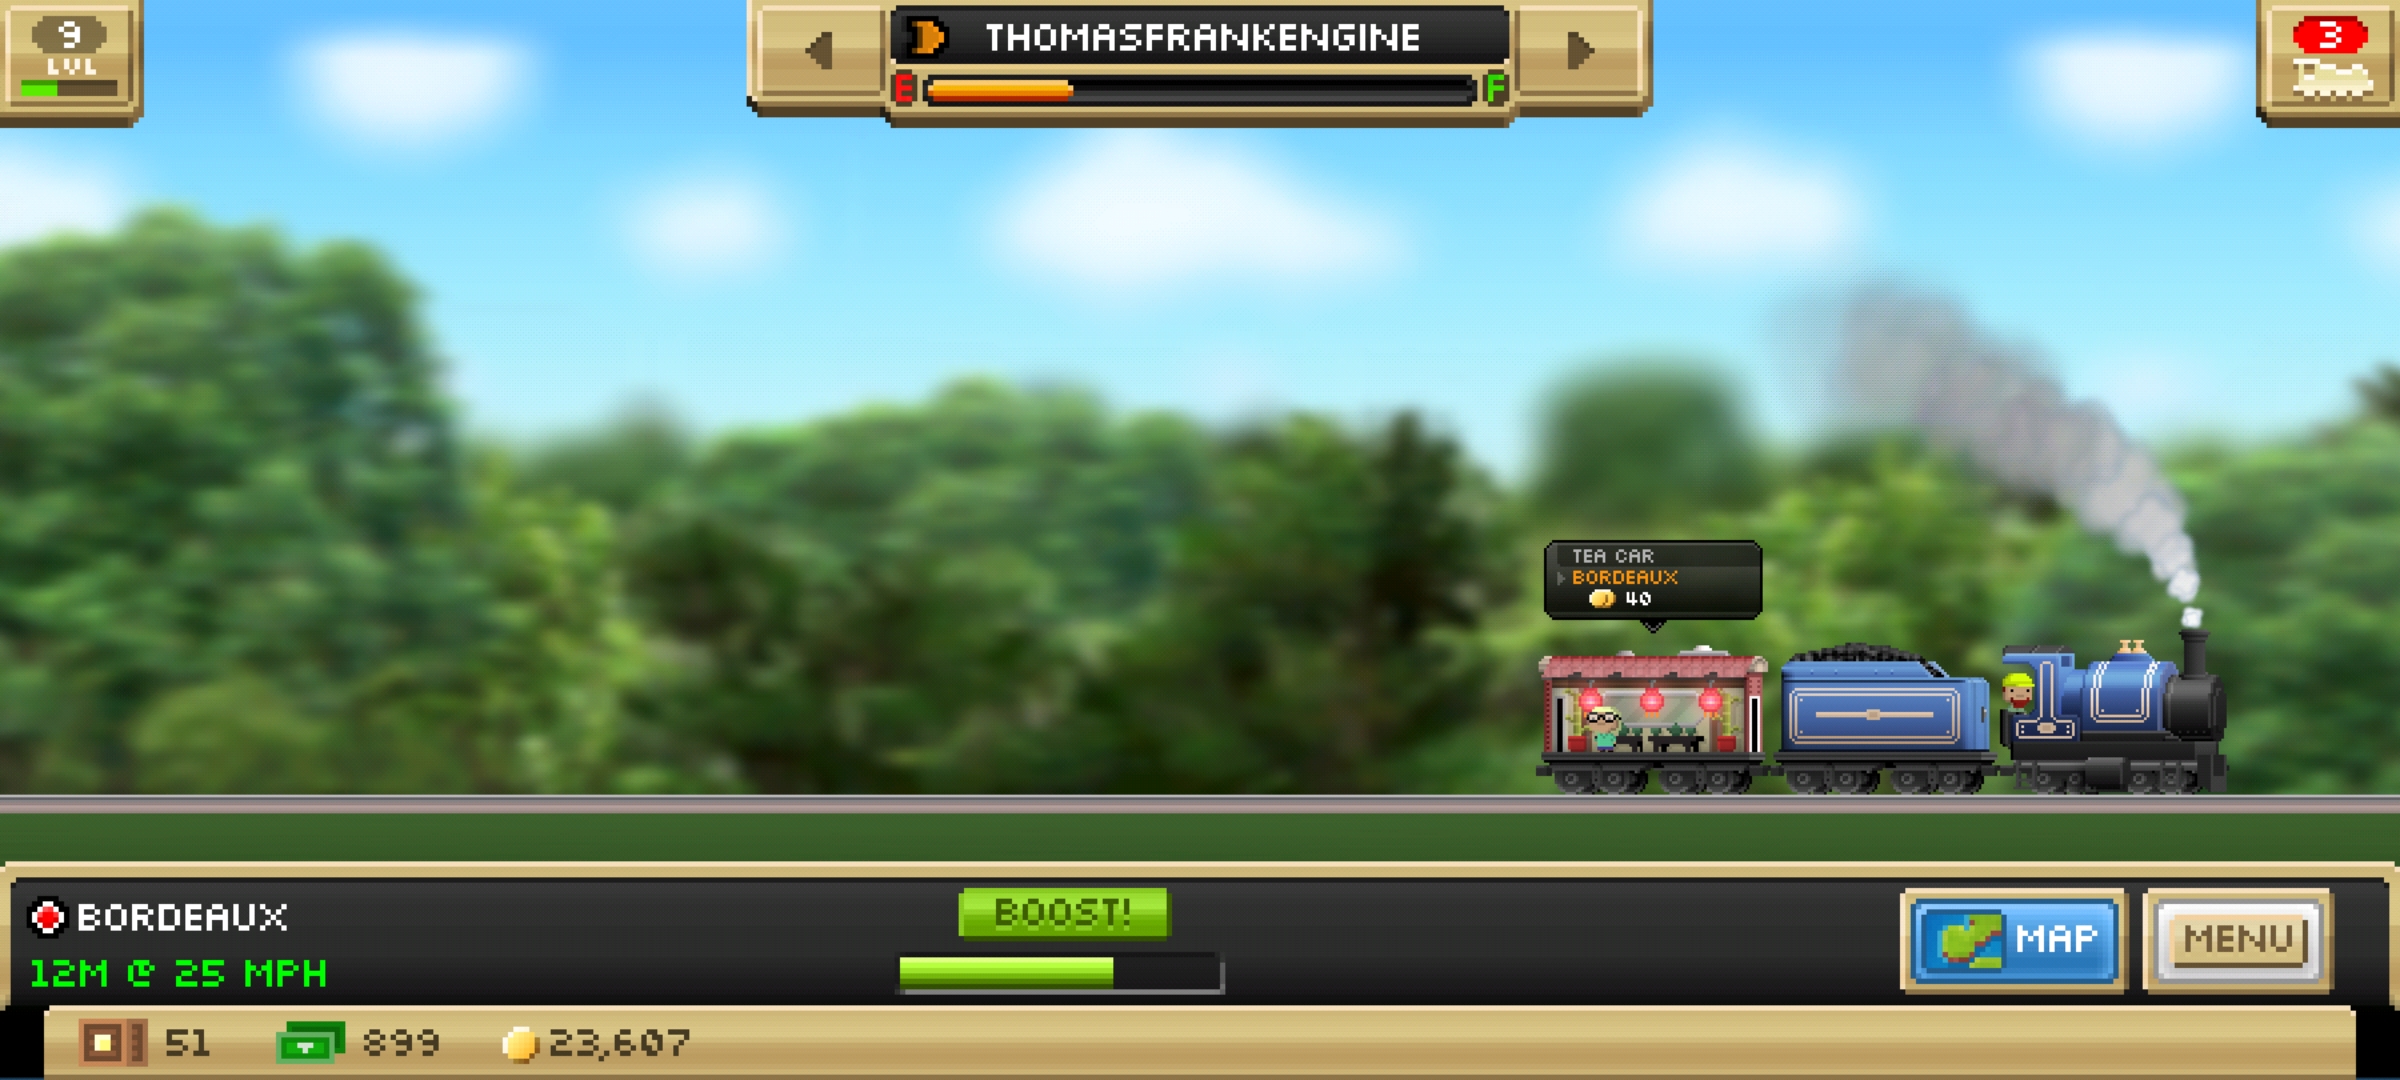 9
LVL
THOMASFRANKENGINE
E F
3
TEA CAR
BORDEAUX
40
BORDEAUX
12M @ 25 MPH
BOOST!
MAP
MENU
51
899
23,607